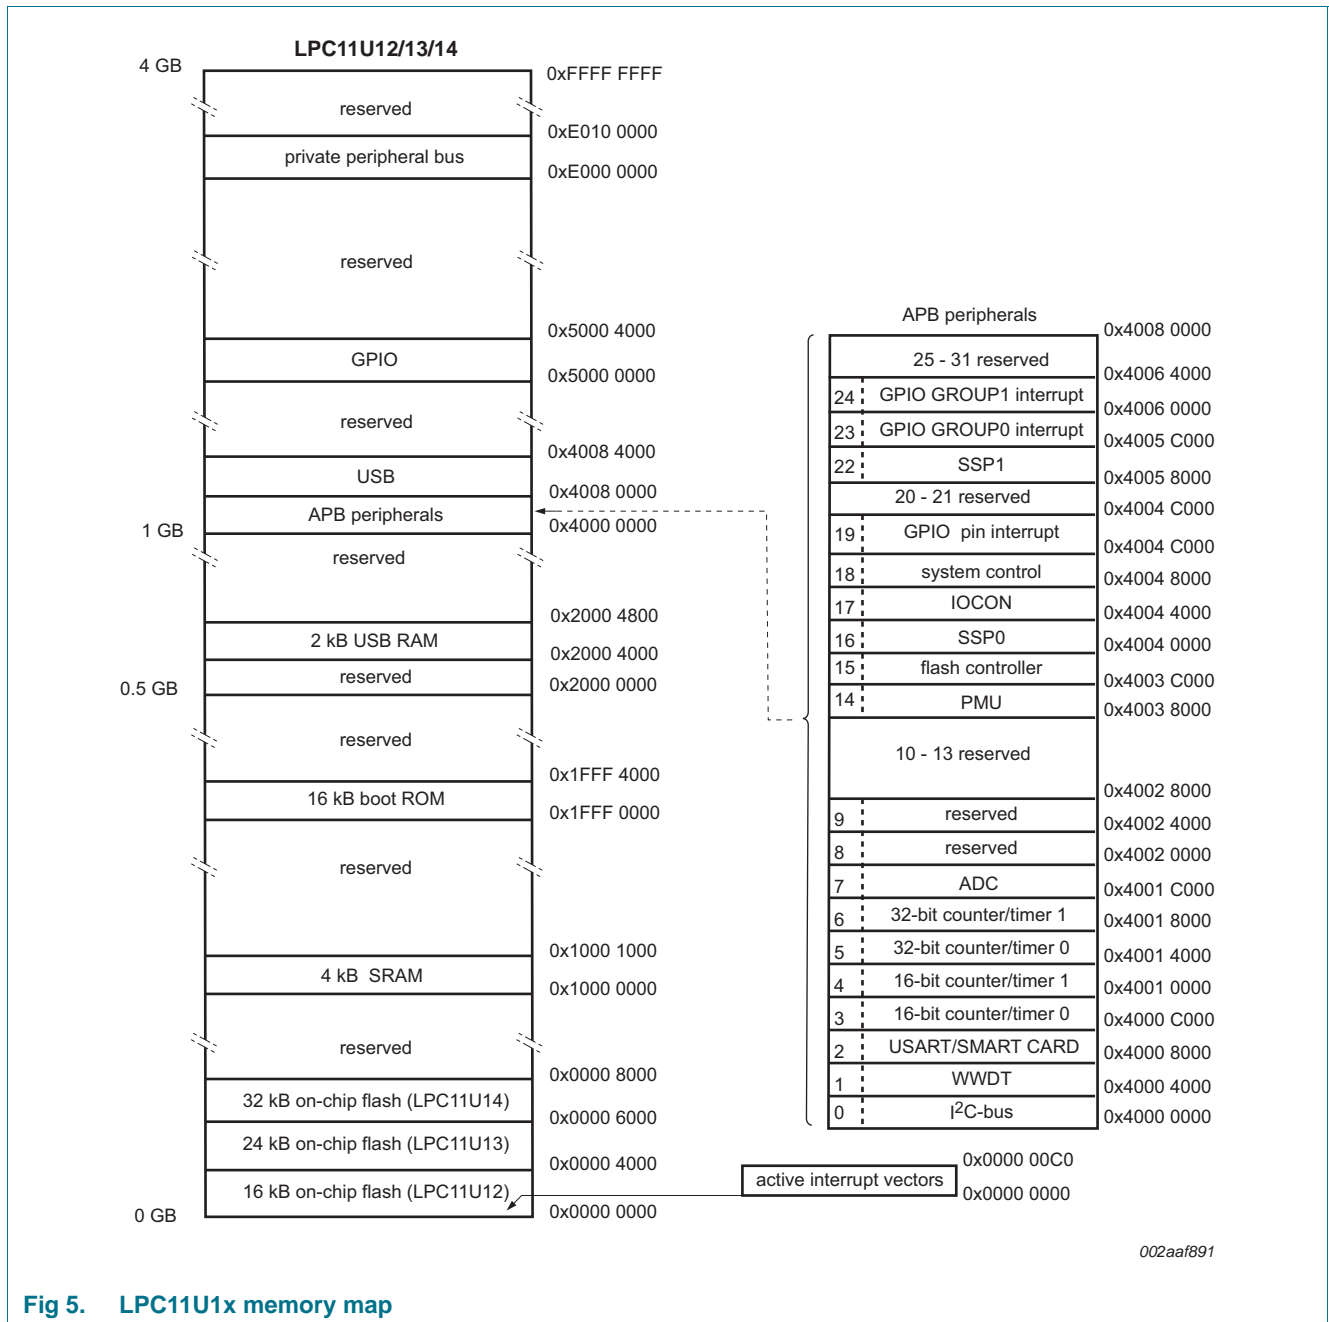 LPC11U12/13/14
4 GB
0xFFFF FFFF
reserved
0xE010 0000
private peripheral bus
0xE000 0000
reserved
0x5000 4000
GPIO
0x5000 0000
reserved
0x4008 4000
USB
0x4008 0000
APB peripherals
1 GB
0x4000 0000
reserved
0x2000 4800
2 kB USB RAM
0x2000 4000
reserved
0.5 GB
0x2000 0000
reserved
0x1FFF 4000
16 kB boot ROM
0x1FFF 0000
reserved
0x1000 1000
4 kB SRAM
0x1000 0000
reserved
0x0000 8000
32 kB on-chip flash (LPC11U14)
0x0000 6000
24 kB on-chip flash (LPC11U13)
0x0000 4000
16 kB on-chip flash (LPC11U12)
0 GB
0x0000 0000
APB peripherals
0x4008 0000
25 - 31 reserved
0x4006 4000
24 GPIO GROUP1 interrupt
0x4006 0000
23 GPIO GROUP0 interrupt
0x4005 C000
22 SSP1
0x4005 8000
20 - 21 reserved
0x4004 C000
19 GPIO pin interrupt
0x4004 C000
18 system control
0x4004 8000
17 IOCON
0x4004 4000
16 SSP0
0x4004 0000
15 flash controller
0x4003 C000
14 PMU
0x4003 8000
10 - 13 reserved
0x4002 8000
9 reserved
0x4002 4000
8 reserved
0x4002 0000
7 ADC
0x4001 C000
6 32-bit counter/timer 1
0x4001 8000
5 32-bit counter/timer 0
0x4001 4000
4 16-bit counter/timer 1
0x4001 0000
3 16-bit counter/timer 0
0x4000 C000
2 USART/SMART CARD
0x4000 8000
1 WWDT
0x4000 4000
0 I2C-bus
0x4000 0000
0x0000 00C0
active interrupt vectors
0x0000 0000
002aaf891
Fig 5. LPC11U1x memory map